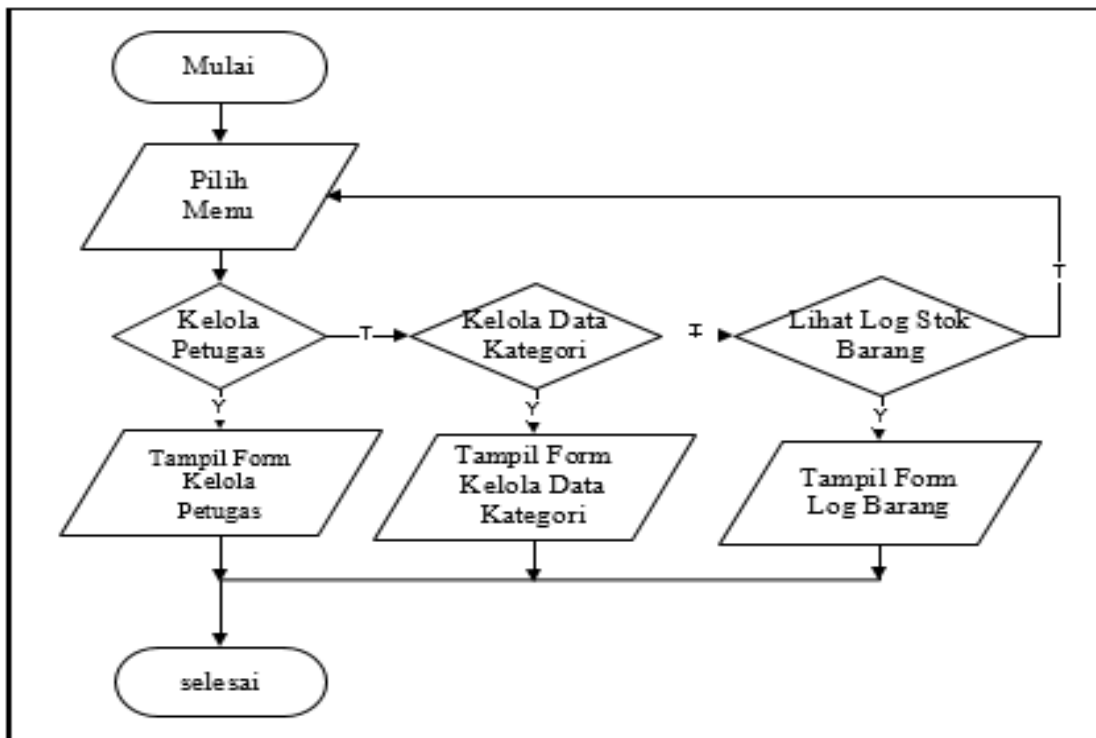 Mulai
Pilih
Menu
T
Kelola
Petugas
T
Kelola Data
Kategori
T
Lihat Log Stok
Barang
Y
Y
Y
Tampil Form
Kelola
Petugas
Tampil Form
Kelola Data
Kategori
Tampil Form
Log Barang
selesai